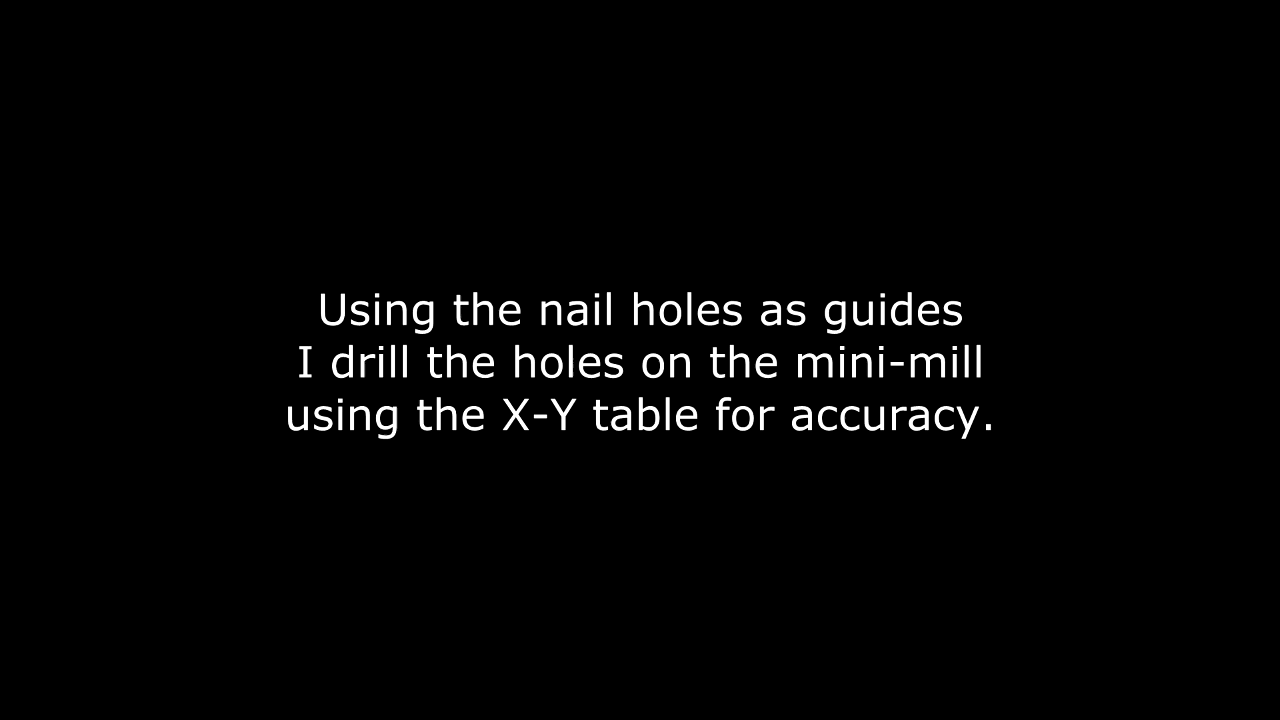 Using the nail holes as guides
I drill the holes on the mini-mill
using the X-Y table for accuracy.